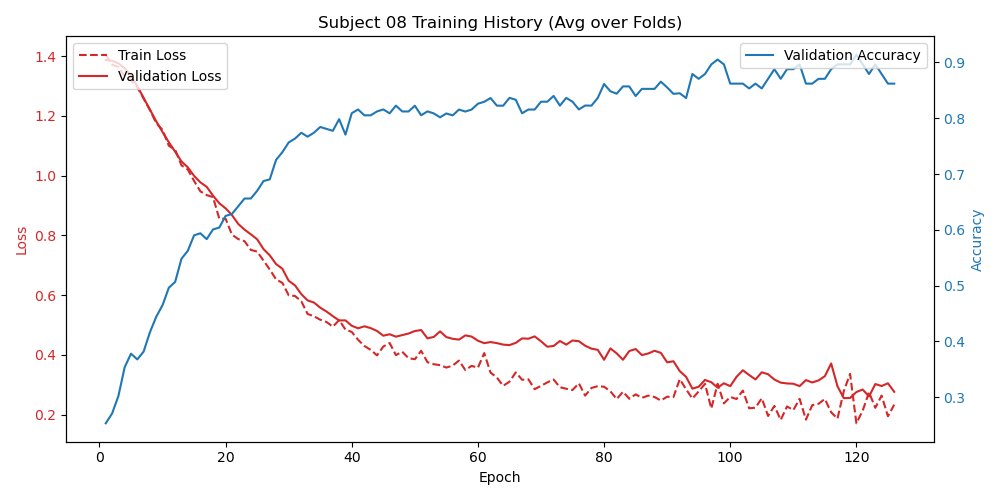 Subject 08 Training History (Avg over Folds)
Train Loss
Validation Loss
Validation Accuracy
1.4
1.2
1.0
0.8
0.6
0.4
0.2
Loss
0.9
0.8
0.7
0.6
0.5
0.4
0.3
Accuracy
0 20 40 60 80 100 120
Epoch